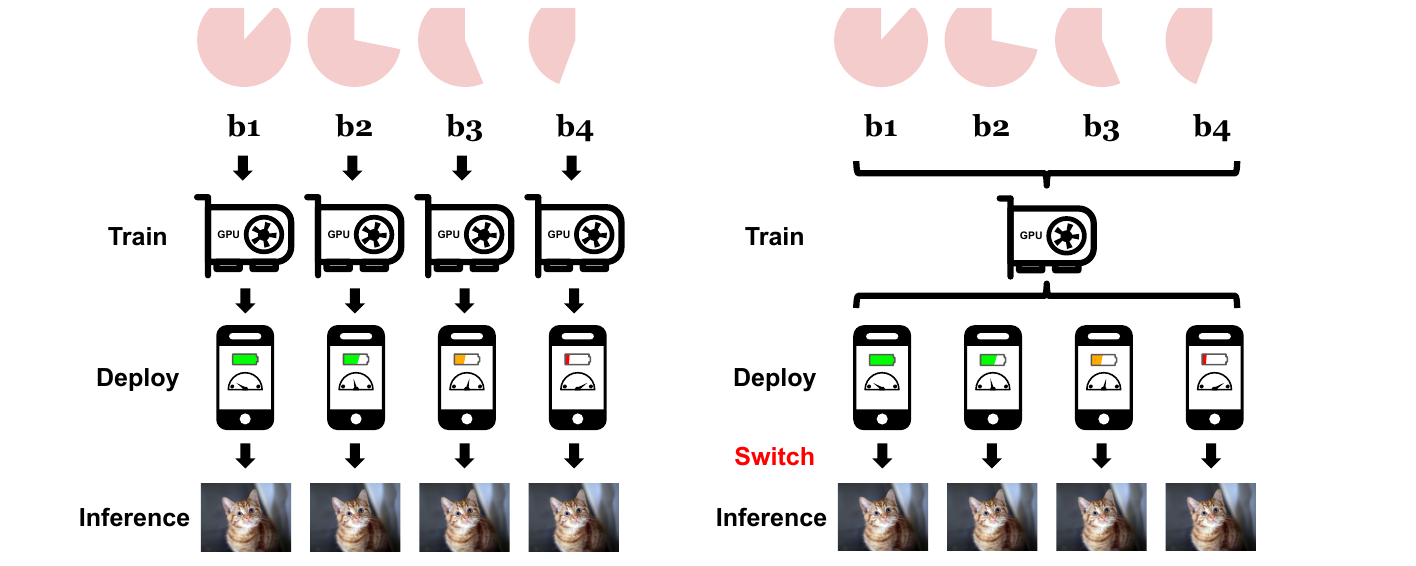 b1 b2 b3 b4
Train GPU GPU GPU GPU
Deploy
Inference
b1 b2 b3 b4
Train GPU
Deploy
Switch
Inference